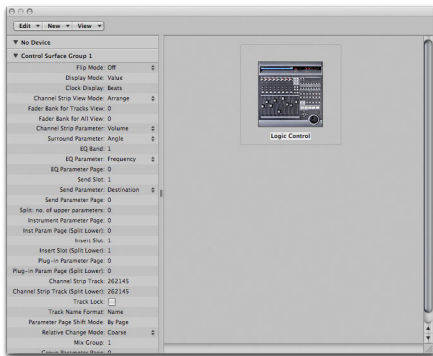 Edit New View
No Device
Control Surface Group 1
Flip Mode: Off
Display Mode: Value
Clock Display: Beats
Channel Strip View Mode: Arrange
Fader Bank for Tracks View: 0
Fader Bank for All View: 0
Channel Strip Parameter: Volume
Surround Parameter: Angle
EQ Band: 1
EQ Parameter: Frequency
EQ Parameter Page: 0
Send Slot: 1
Send Parameter: Destination
Send Parameter Page: 0
Split: no. of upper parameters: 0
Instrument Parameter Page: 0
Inst Param Page (Split Lower): 0
Insert Slot: 1
Insert Slot (Split Lower): 1
Plug-in Parameter Page: 0
Plug-in Param Page (Split Lower): 0
Channel Strip Track: 262145
Channel Strip Track (Split Lower): 262145
Track Lock:
Track Name Format: Name
Parameter Page Shift Mode: By Page
Relative Change Mode: Coarse
Mix Group: 1
Group Parameter Page: 0
Logic Control